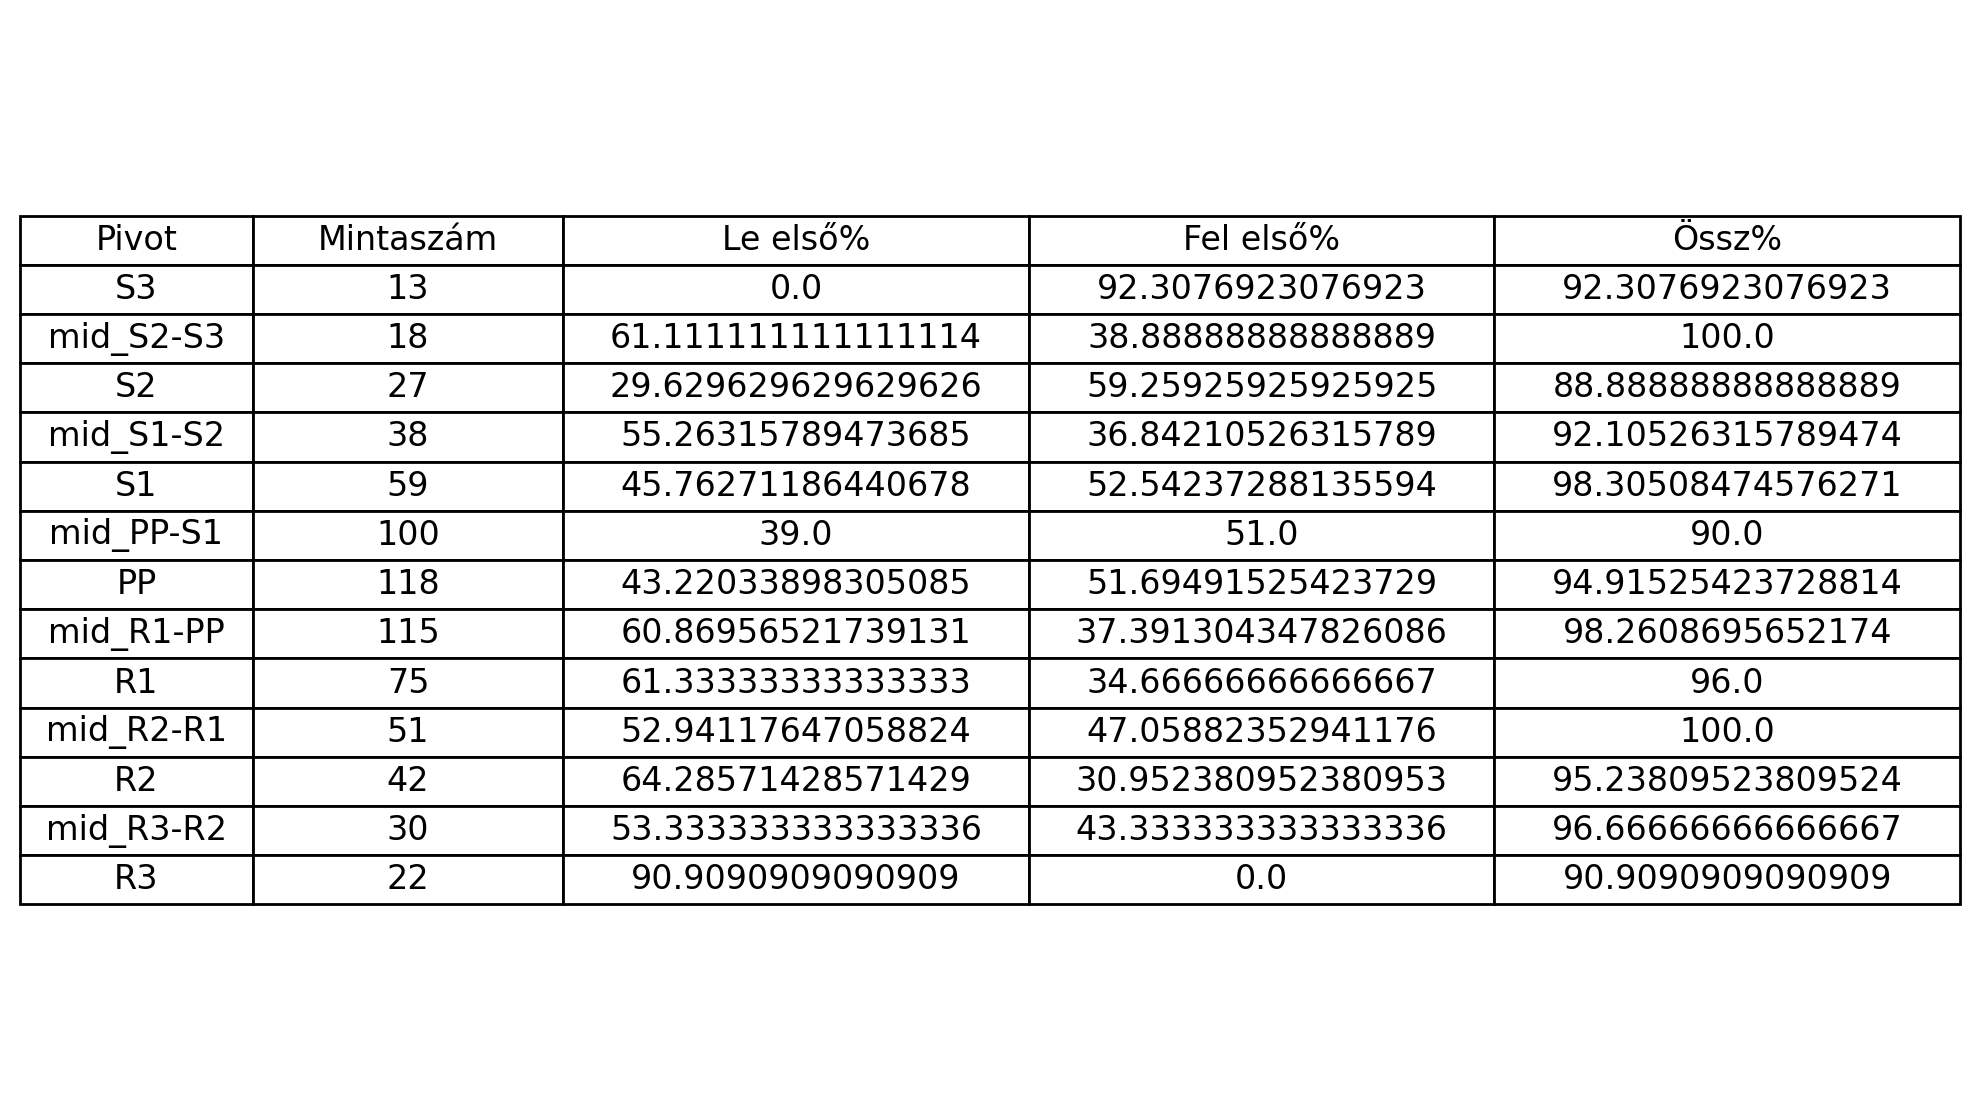 Pivot Mintaszám Le első% Fel első% Össz%
S3 13 0.0 92.3076923076923 92.3076923076923
mid_S2-S3 18 61.111111111111114 38.88888888888889 100.0
S2 27 29.629629629629626 59.25925925925925 88.88888888888889
mid_S1-S2 38 55.26315789473685 36.84210526315789 92.10526315789474
S1 59 45.76271186440678 52.54237288135594 98.30508474576271
mid_PP-S1 100 39.0 51.0 90.0
PP 118 43.22033898305085 51.69491525423729 94.91525423728814
mid_R1-PP 115 60.86956521739131 37.391304347826086 98.2608695652174
R1 75 61.33333333333333 34.66666666666667 96.0
mid_R2-R1 51 52.94117647058824 47.05882352941176 100.0
R2 42 64.28571428571429 30.952380952380953 95.23809523809524
mid_R3-R2 30 53.333333333333336 43.333333333333336 96.66666666666667
R3 22 90.9090909090909 0.0 90.9090909090909